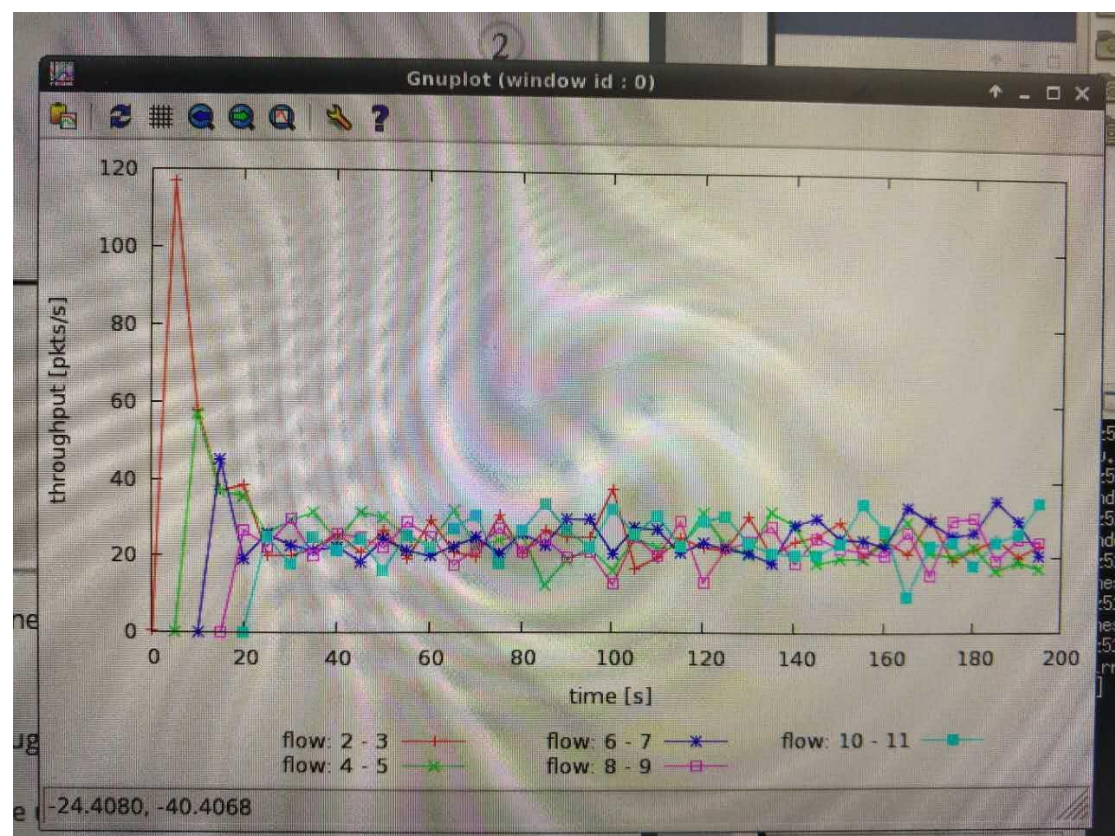 2
Gnuplot (window id : 0)
120
100
80
60
40
20
0
throughput [pkts/s]
0 20 40 60 80 100 120 140 160 180 200
time [s]
flow: 2 - 3
flow: 6 - 7
flow: 10 - 11
flow: 4 - 5
flow: 8 - 9
-24.4080, -40.4068